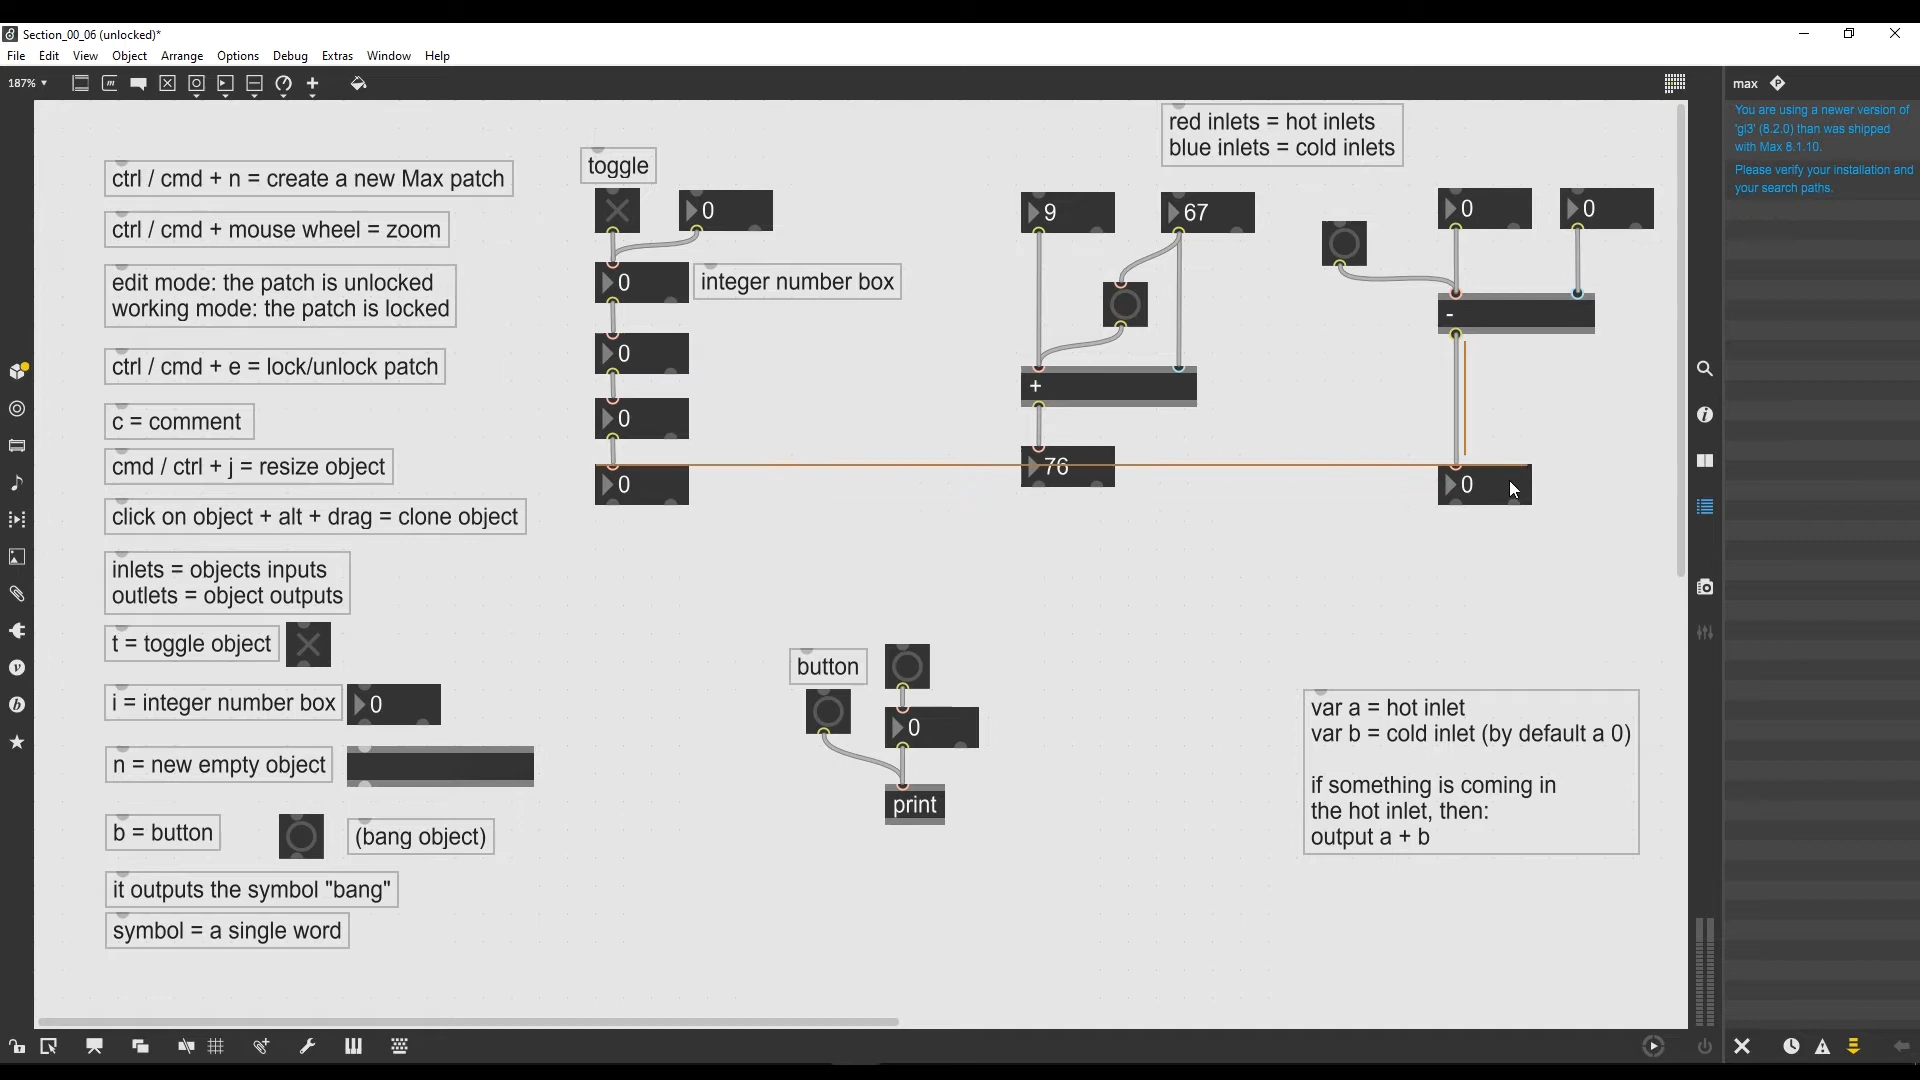 Section_00_06 (unlocked)*
File Edit View Object Arrange Options Debug Extras Window Help
187%
max
You are using a newer version of
'gl3' (8.2.0) than was shipped
with Max 8.1.10.
Please verify your installation and
your search paths.
ctrl / cmd + n = create a new Max patch
ctrl / cmd + mouse wheel = zoom
edit mode: the patch is unlocked
working mode: the patch is locked
ctrl / cmd + e = lock/unlock patch
c = comment
cmd / ctrl + j = resize object
click on object + alt + drag = clone object
inlets = objects inputs
outlets = object outputs
t = toggle object
i = integer number box
0
n = new empty object
b = button
(bang object)
it outputs the symbol "bang"
symbol = a single word
toggle
0
0
integer number box
0
0
0
red inlets = hot inlets
blue inlets = cold inlets
9
67
+
76
0
0
-
0
button
0
print
var a = hot inlet
var b = cold inlet (by default a 0)
if something is coming in
the hot inlet, then:
output a + b